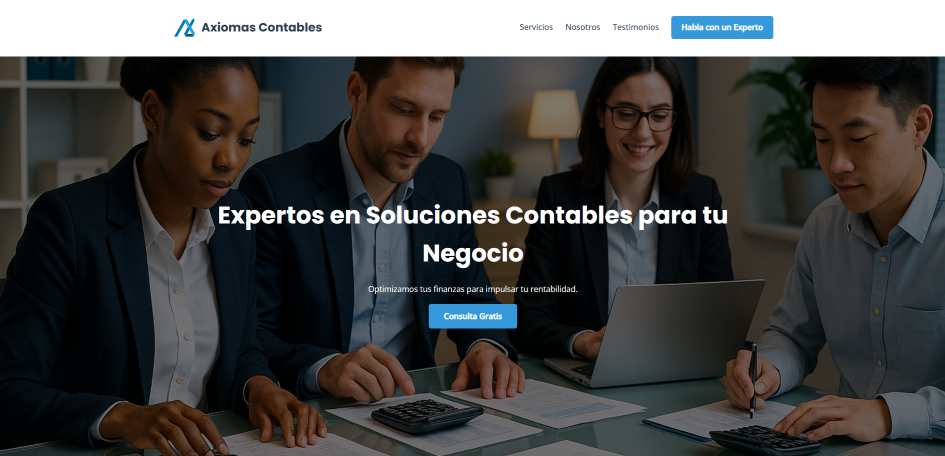 Axiomas Contables
Servicios
Nosotros
Testimonios
Habla con un Experto
Expertos en Soluciones Contables para tu
Negocio
Optimizamos tus finanzas para impulsar tu rentabilidad.
Consulta Gratis